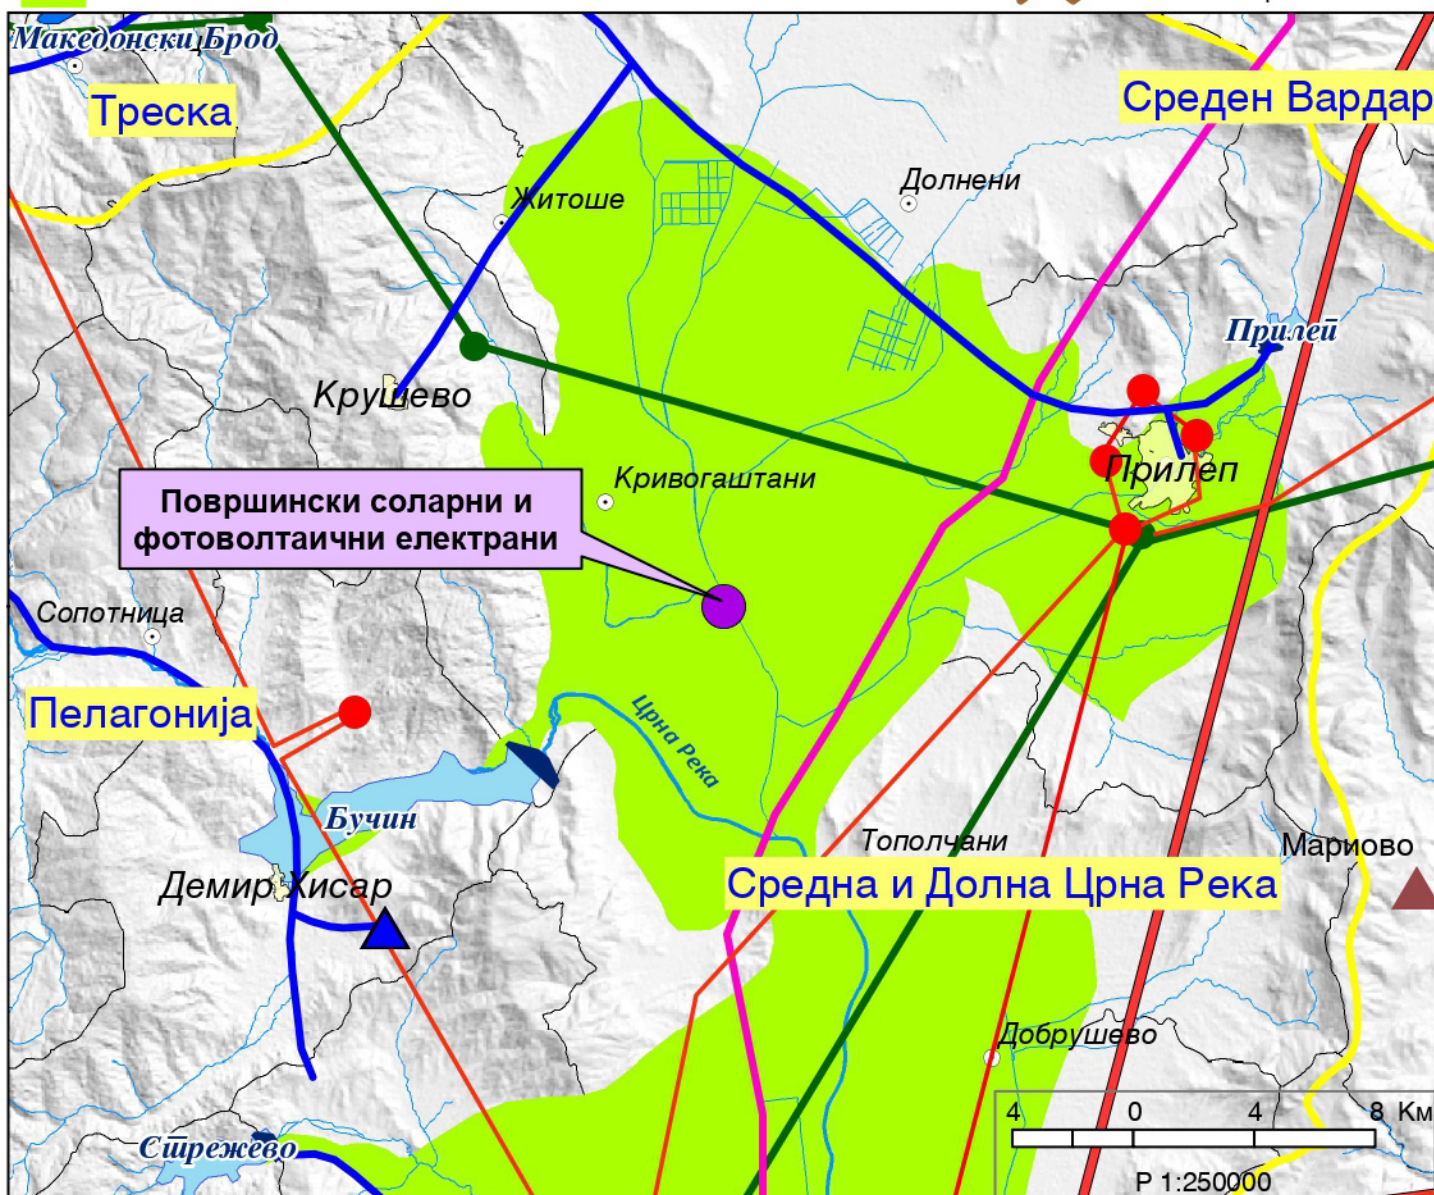 Македонски Брод
Треска
Среден Вардар
Долнени
Житоше
Прилеп
Крушево
Прилеп
Кривогаштани
Површински соларни и
фотоволтаични електрани
Сопотница
Пелагонија
Црна Река
Бучин
Тополчани
Мариово
Демир Хисар
Средна и Долна Црна Река
Добрушево
4 0 4 8 Км
Стрежево
Р 1:250000